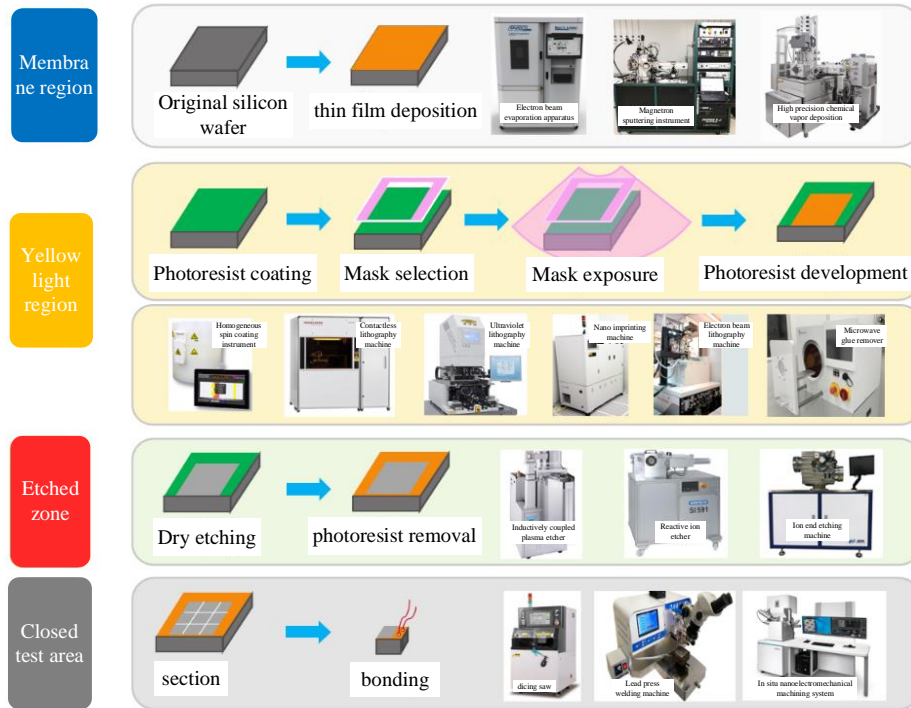 Membra
ne region
Original silicon
wafer
thin film deposition
Electron beam
evaporation apparatus
Magnetron
sputtering instrument
High precision chemical
vapor deposition
Yellow
light
region
Photoresist coating
Mask selection
Mask exposure
Photoresist development
Homogeneous
spin coating
instrument
Contactless lithography
machine
Ultraviolet lithography
machine
Nano imprinting
machine
Electron beam
lithography
machine
Microwave
glue remover
Etched
zone
Dry etching
photoresist removal
Inductively coupled
plasma etcher
SI 591
Reactive ion
etcher
Ion end etching
machine
Closed
test area
section
bonding
dicing saw
Lead press
welding machine
In situ nanoelectromechanical
machining system